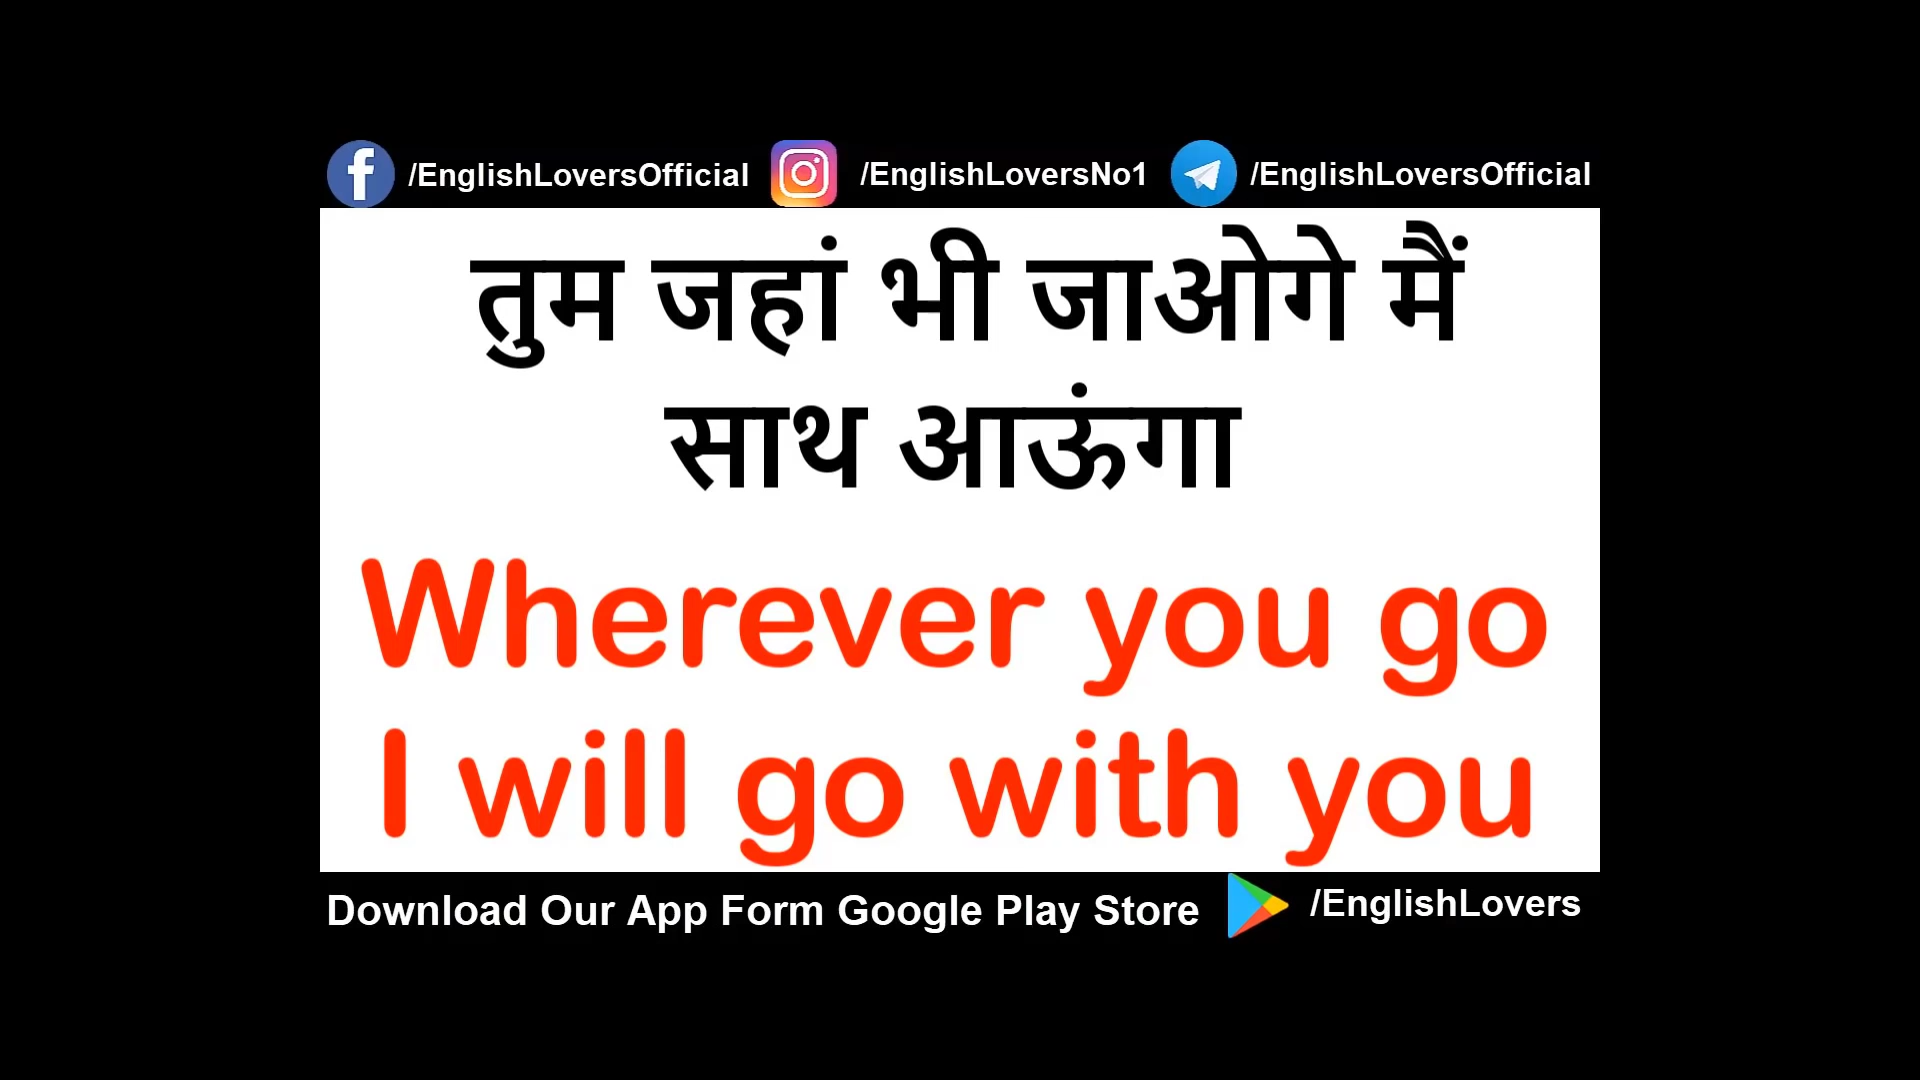 /EnglishLoversOfficial /EnglishLoversNo1 /EnglishLoversOfficial
तुम जहां भी जाओगे मैं
साथ आऊंगा
Wherever you go
I will go with you
Download Our App Form Google Play Store /EnglishLovers